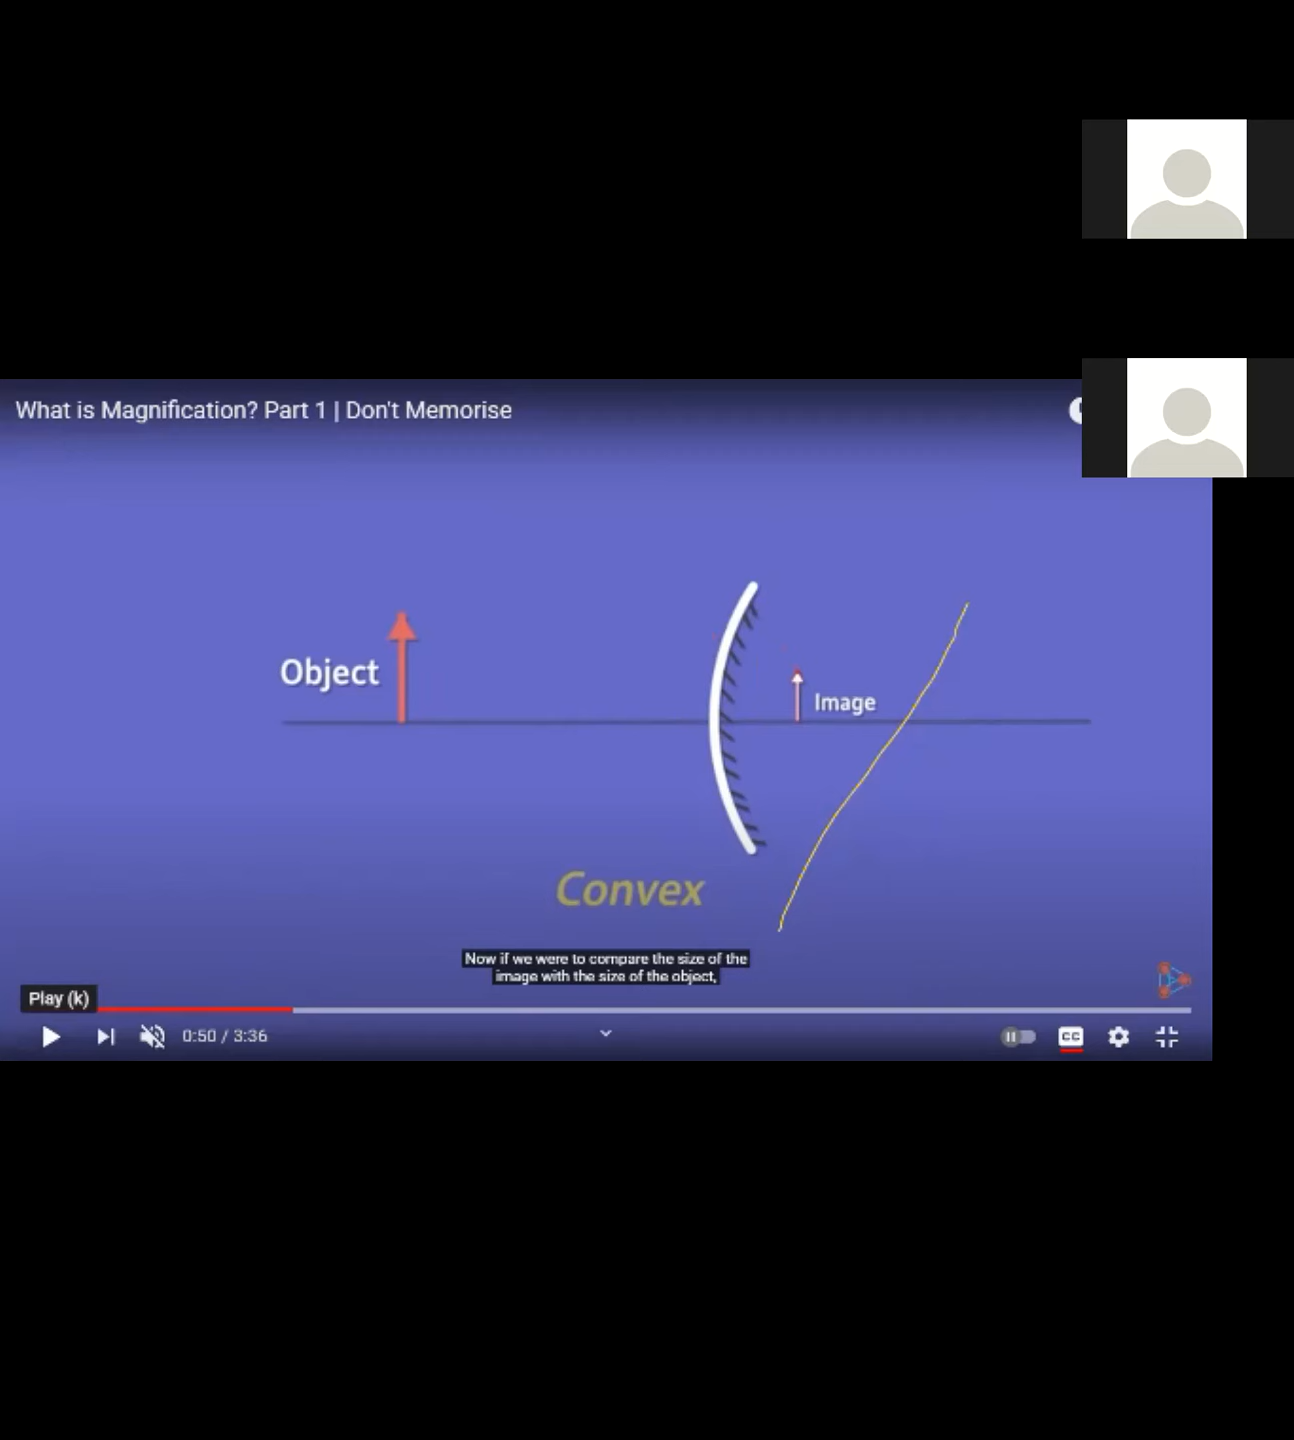 What is Magnification? Part 1 | Don't Memorise
Object
Image
Convex
Now if we were to compare the size of the
image with the size of the object,
Play (k)
0:50 / 3:36
CC